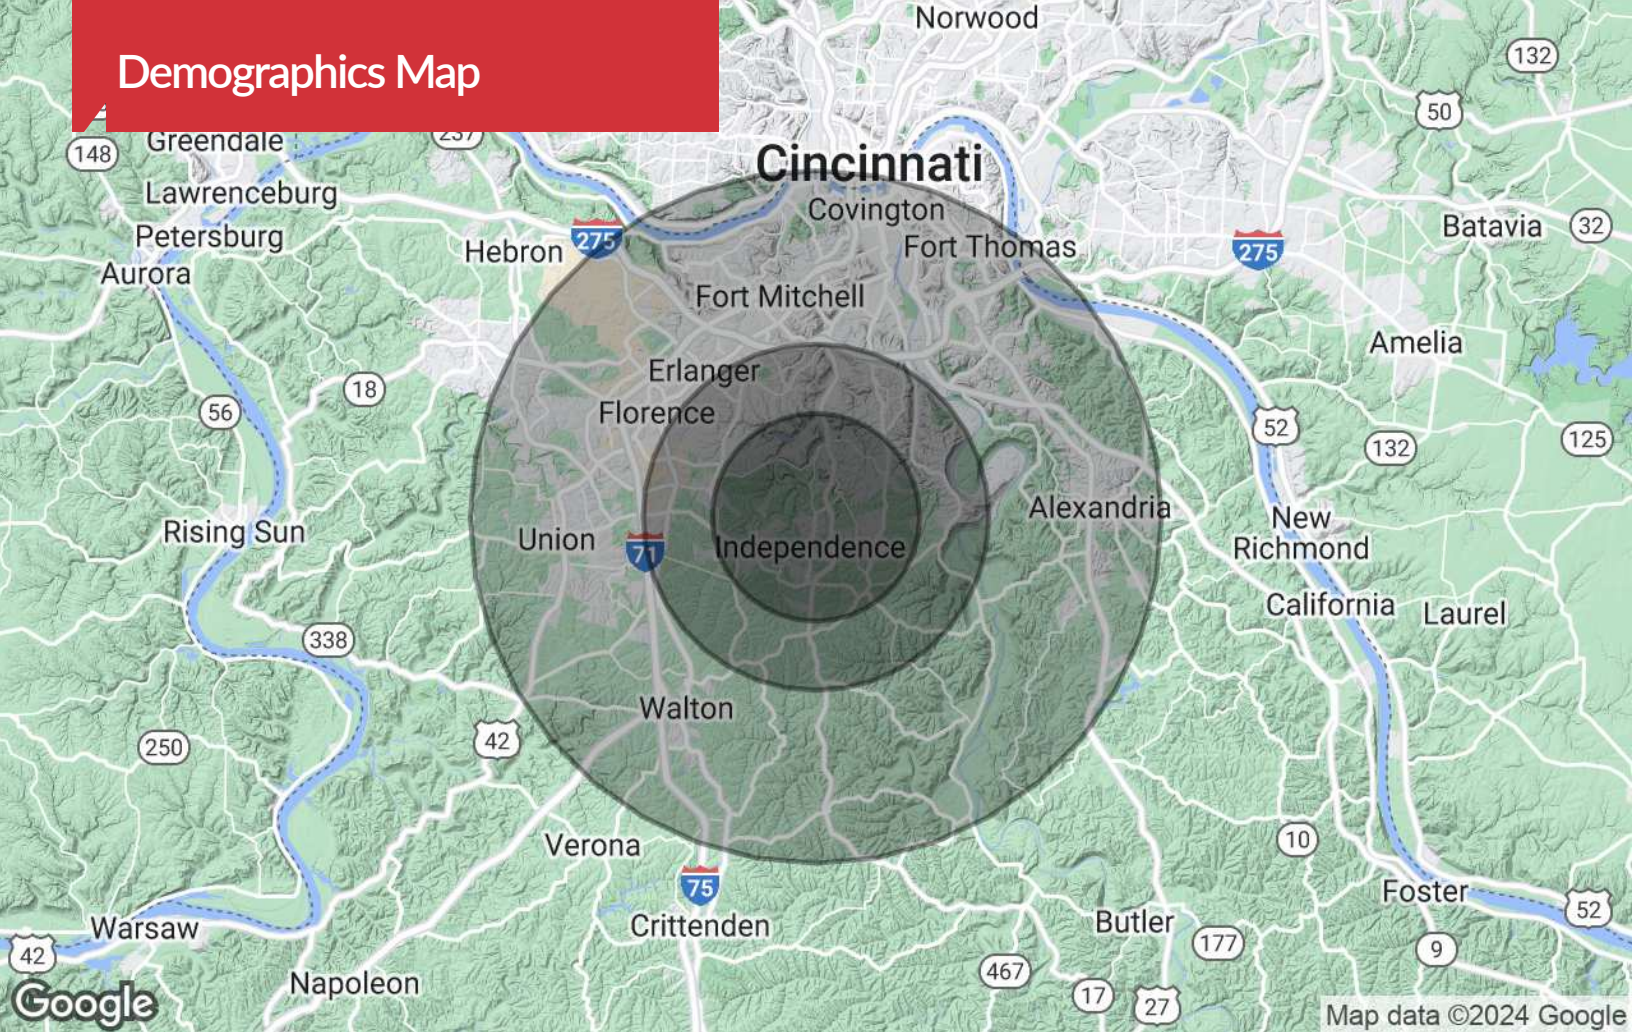 Demographics Map
Norwood
132
50
237
Greendale
148
Cincinnati
Lawrenceburg
Covington
Petersburg
Hebron
275
Fort Thomas
275
Batavia
32
Aurora
Fort Mitchell
Amelia
Erlanger
18
56
Florence
52
132
125
Rising Sun
Union
71
Independence
Alexandria
New
Richmond
California
Laurel
338
Walton
42
250
Verona
10
75
Crittenden
Foster
52
Warsaw
Butler
177
42
9
467
Napoleon
17
27
Google
Map data ©2024 Google